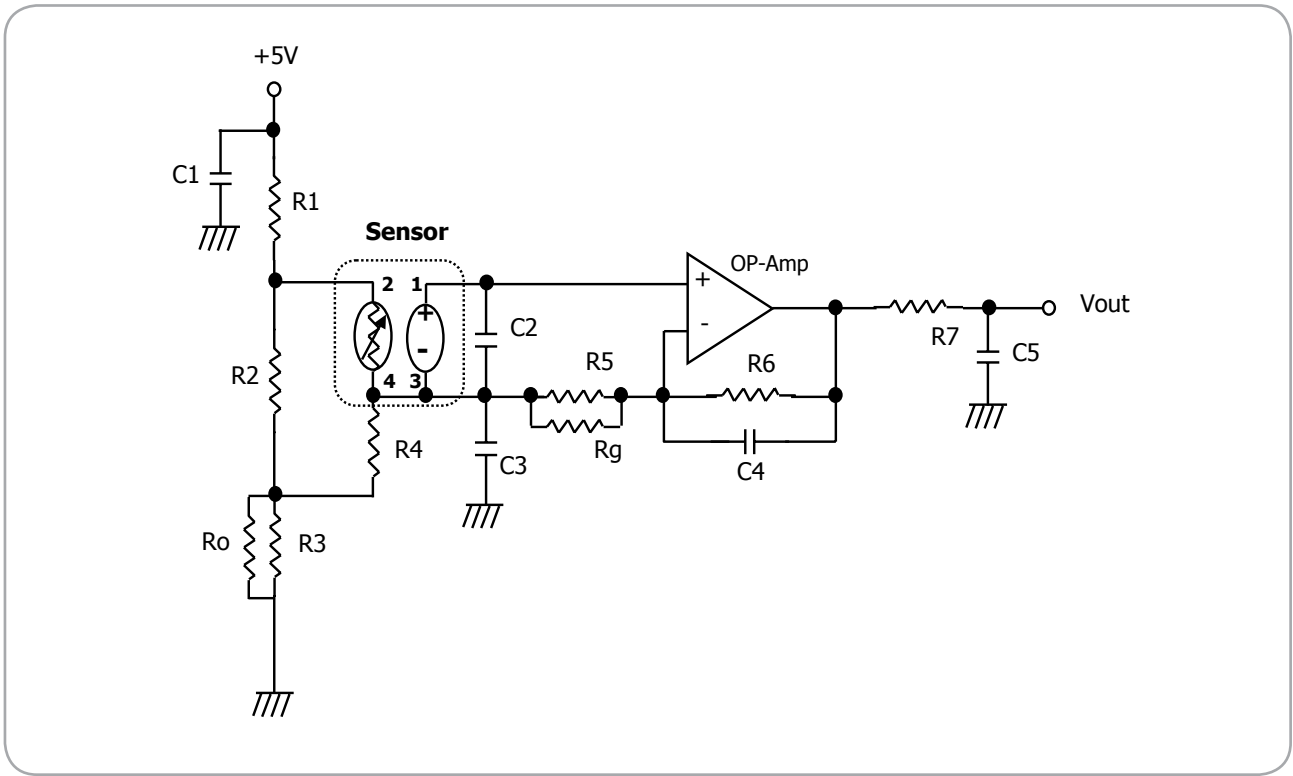 +5V
C1
R1
Sensor
2 1
+
-
4 3
OP-Amp
+
-
C2
R2
R4
C3
R5
Rg
R6
C4
R7
Vout
C5
Ro
R3